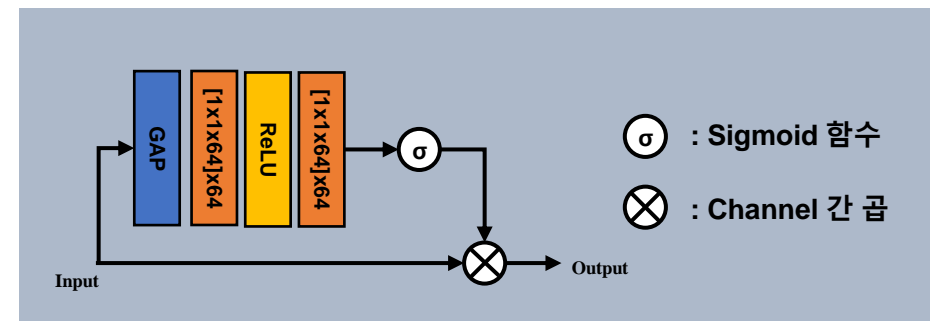 GAP
[1x1x64]x64
ReLU
[1x1x64]x64
σ
σ : Sigmoid 함수
: Channel 간 곱
Input
Output